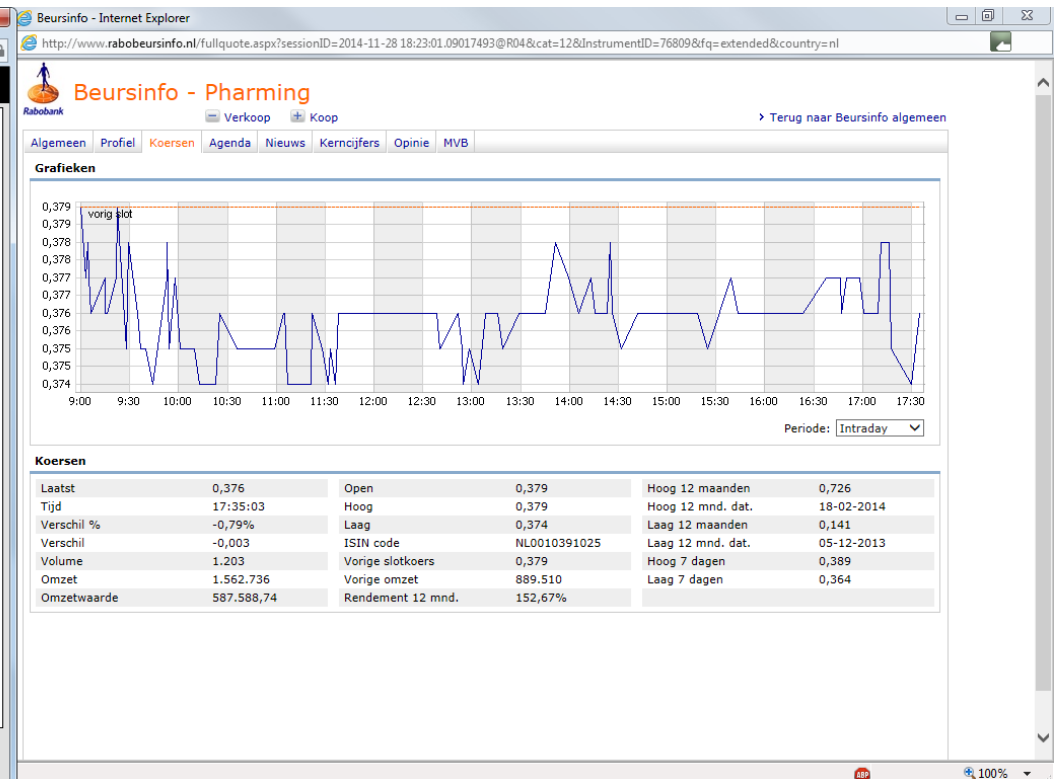 Beursinfo - Internet Explorer
http://www.rabobeursinfo.nl/fullquote.aspx?sessionID=2014-11-28 18:23:01.09017493@R04&cat=12&InstrumentID=76809&fq=extended&country=nl
Rabobank
Beursinfo - Pharming
Verkoop Koop
Terug naar Beursinfo algemeen
Algemeen Profiel Koersen Agenda Nieuws Kerncijfers Opinie MVB
Grafieken
0,379
vorig slot
0,379
0,378
0,378
0,377
0,377
0,376
0,376
0,375
0,375
0,374
9:00 9:30 10:00 10:30 11:00 11:30 12:00 12:30 13:00 13:30 14:00 14:30 15:00 15:30 16:00 16:30 17:00 17:30
Periode: Intraday
Koersen
Laatst 0,376 Open 0,379 Hoog 12 maanden 0,726
Tijd 17:35:03 Hoog 0,379 Hoog 12 mnd. dat. 18-02-2014
Verschil % -0,79% Laag 0,374 Laag 12 maanden 0,141
Verschil -0,003 ISIN code NL0010391025 Laag 12 mnd. dat. 05-12-2013
Volume 1.203 Vorige slotkoers 0,379 Hoog 7 dagen 0,389
Omzet 1.562.736 Vorige omzet 889.510 Laag 7 dagen 0,364
Omzetwaarde 587.588,74 Rendement 12 mnd. 152,67%
ABP
100%